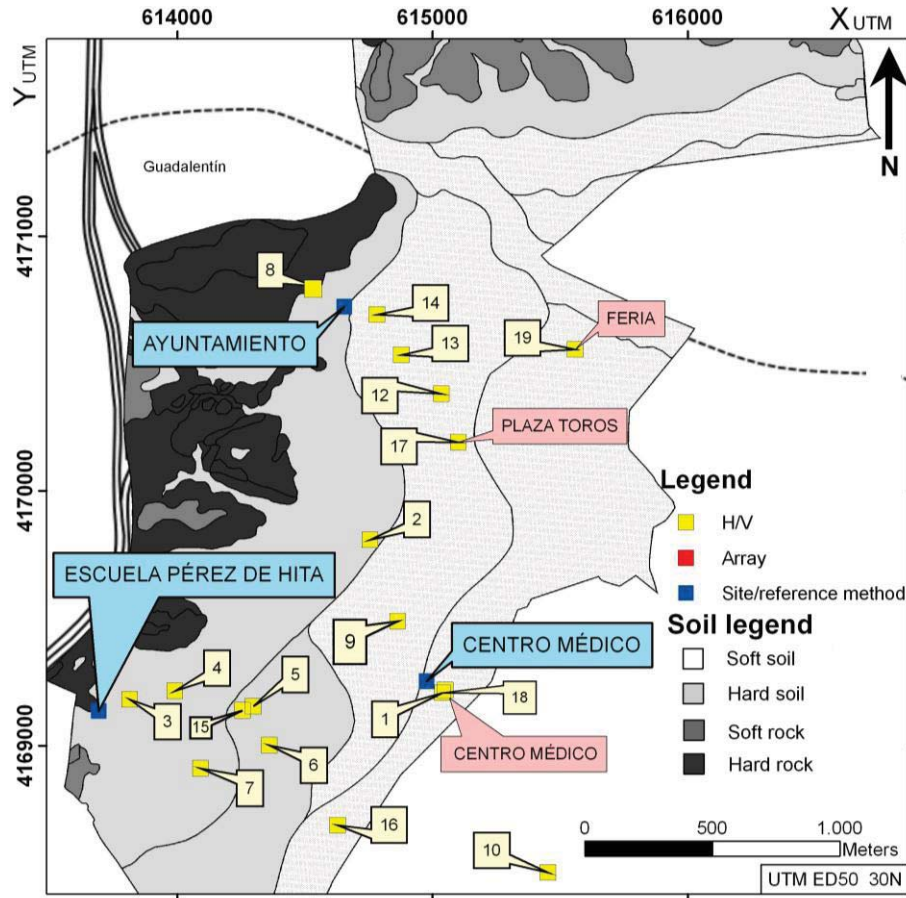 614000
615000
616000
X UTM
Y UTM
4171000
4170000
4169000
Guadalentín
N
8
14
AYUNTAMIENTO
13
19
FERIA
12
17
PLAZA TOROS
2
ESCUELA PÉREZ DE HITA
9
CENTRO MÉDICO
4
5
3
15
1
18
CENTRO MÉDICO
6
7
16
10
Legend
H/V
Array
Site/reference method
Soil legend
Soft soil
Hard soil
Soft rock
Hard rock
0 500 1.000
Meters
UTM ED50 30N